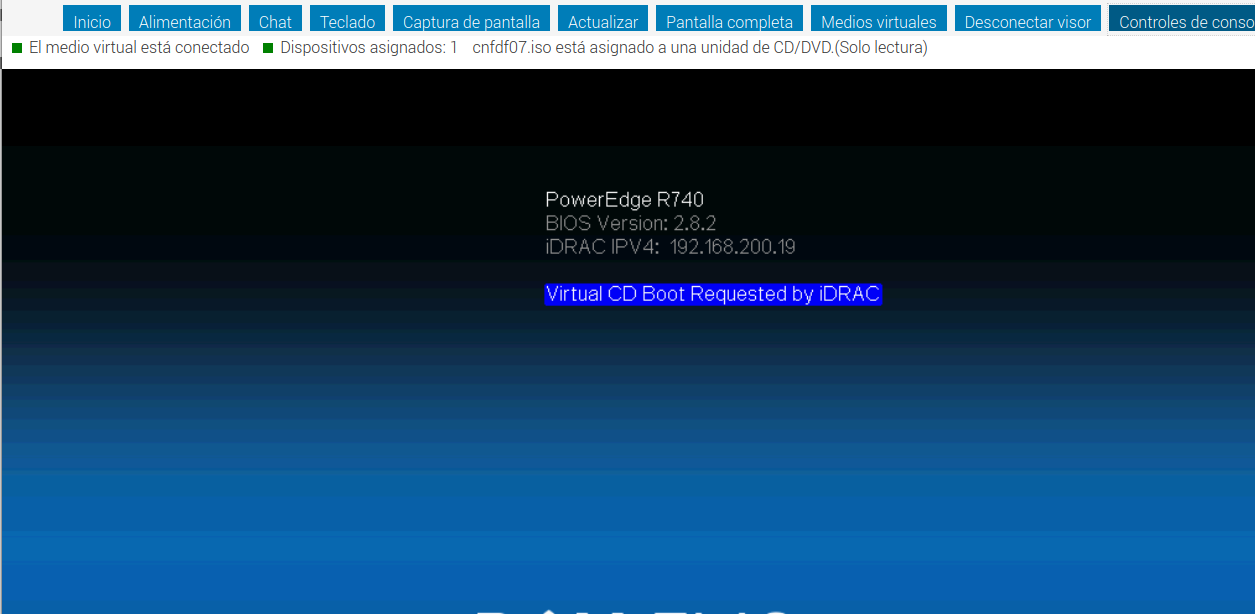 Inicio Alimentación Chat Teclado Captura de pantalla Actualizar Pantalla completa Medios virtuales Desconectar visor Controles de conso
El medio virtual está conectado Dispositivos asignados: 1 cnfdf07.iso está asignado a una unidad de CD/DVD.(Solo lectura)
PowerEdge R740
BIOS Version: 2.8.2
iDRAC IPV4: 192.168.200.19
Virtual CD Boot Requested by iDRAC